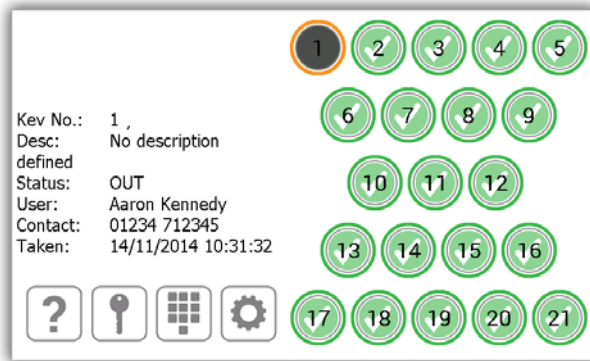 1 2 3 4 5
6 7 8 9
Kev No.: 1 ,
Desc: No description
defined
Status: OUT
User: Aaron Kennedy
Contact: 01234 712345
Taken: 14/11/2014 10:31:32
10 11 12
13 14 15 16
?
17 18 19 20 21